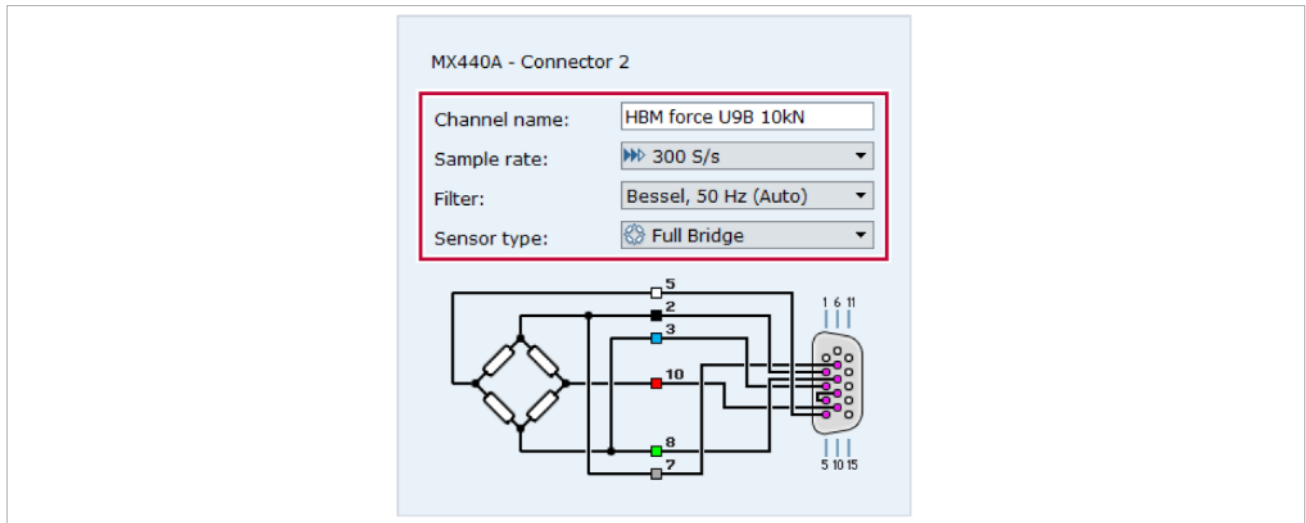 MX440A - Connector 2
Channel name: HBM force U9B 10kN
Sample rate: 300 S/s
Filter: Bessel, 50 Hz (Auto)
Sensor type: Full Bridge
5
2
3
10
8
7
1 6 11
5 10 15